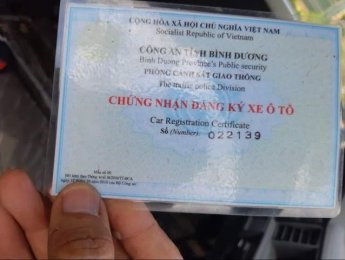 CỘNG HÒA XÃ HỘI CHỦ NGHĨA VIỆT NAM
Socialist Republic of Vietnam
CÔNG AN TỈNH BÌNH DƯƠNG
Binh Duong Province's Public security
PHÒNG CẢNH SÁT GIAO THÔNG
The traffic police Division
CHỨNG NHẬN ĐĂNG KÝ XE Ô TÔ
Car Registration Certificate
Số (Number): 022139